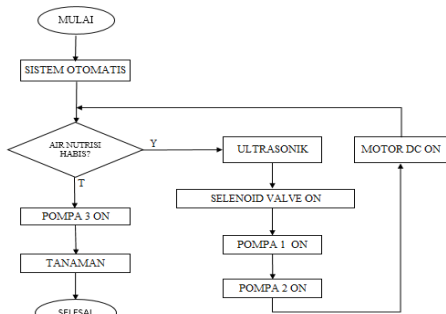 MULAI
SISTEM OTOMATIS
AIR NUTRISI
HABIS?
Y
T
ULTRASONIK
MOTOR DC ON
SELENOID VALVE ON
POMPA 3 ON
POMPA 1 ON
TANAMAN
POMPA 2 ON
SELESAI